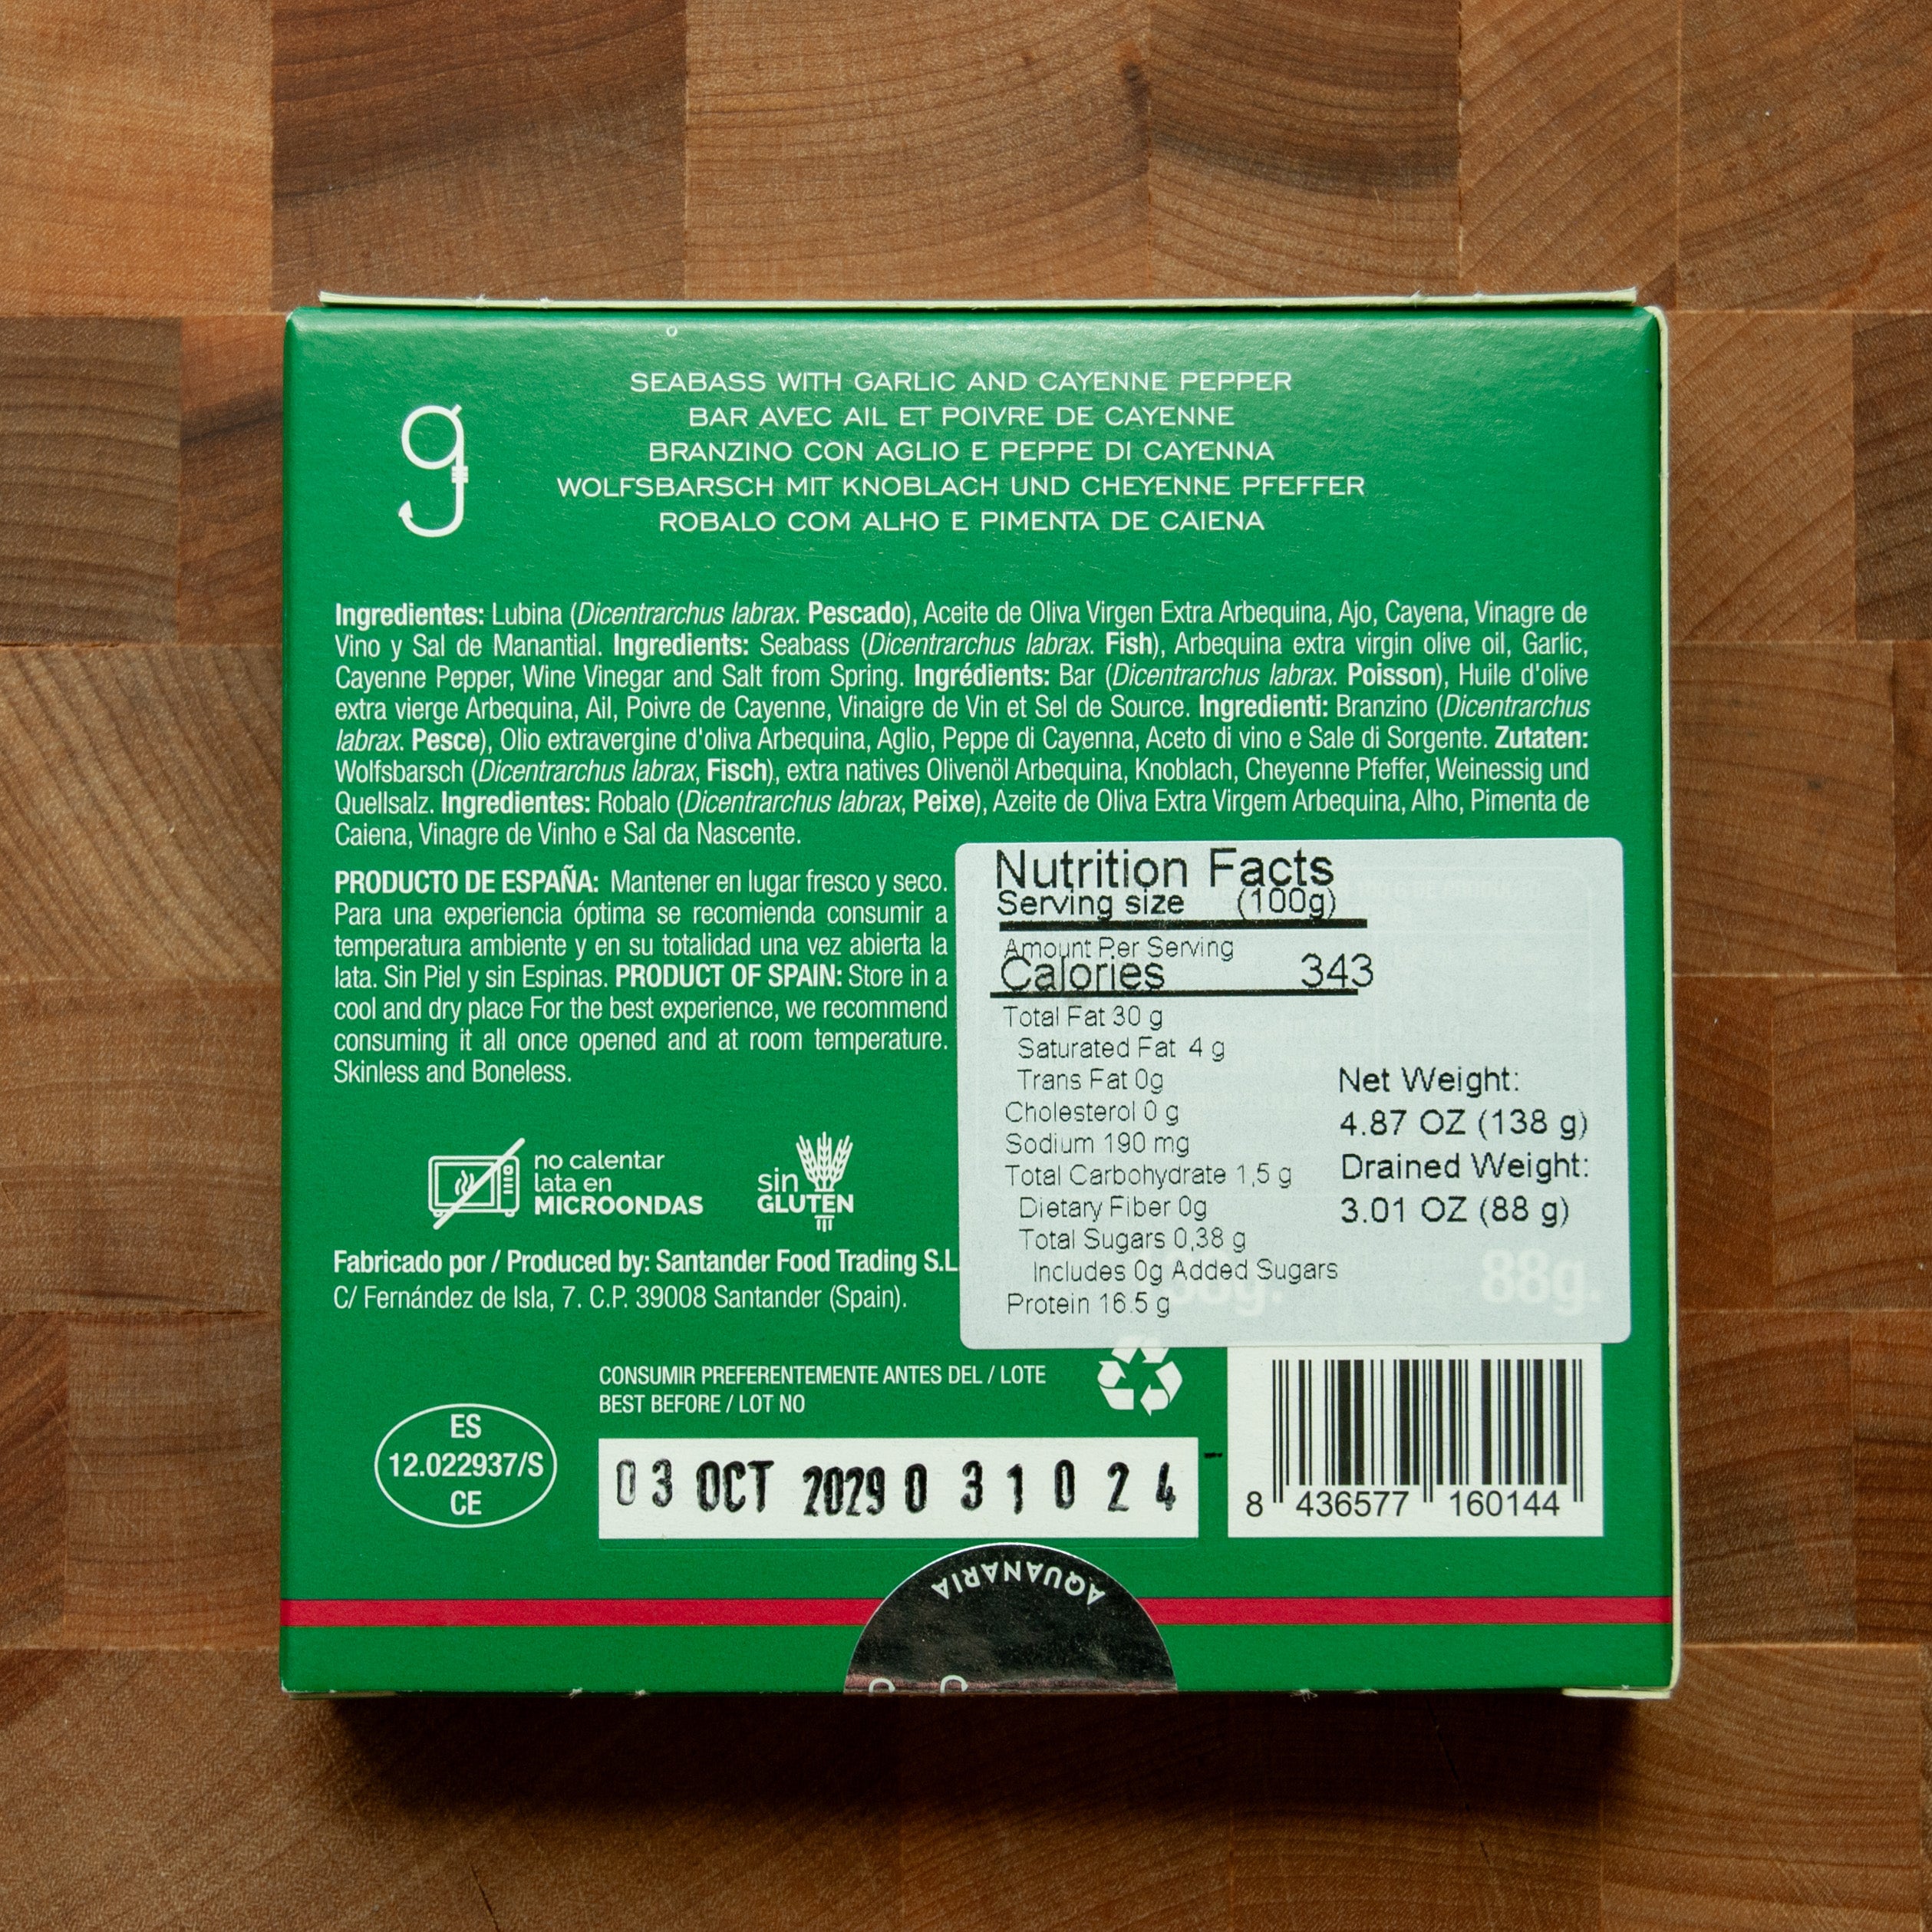 g
SEABASS WITH GARLIC AND CAYENNE PEPPER
BAR AVEC AIL ET POIVRE DE CAYENNE
BRANZINO CON AGLIO E PEPPE DI CAYENNA
WOLFSBARSCH MIT KNOBLACH UND CHEYENNE PFEFFER
ROBALO COM ALHO E PIMENTA DE CAIENA
Ingredientes: Lubina (Dicentrarchus labrax. Pescado), Aceite de Oliva Virgen Extra Arbequina, Ajo, Cayena, Vinagre de
Vino y Sal de Manantial. Ingredients: Seabass (Dicentrarchus labrax. Fish), Arbequina extra virgin olive oil, Garlic,
Cayenne Pepper, Wine Vinegar and Salt from Spring. Ingrédients: Bar (Dicentrarchus labrax. Poisson), Huile d'olive
extra vierge Arbequina, Ail, Poivre de Cayenne, Vinaigre de Vin et Sel de Source. Ingredienti: Branzino (Dicentrarchus
labrax. Pesce), Olio extravergine d'oliva Arbequina, Aglio, Peppe di Cayenna, Aceto di vino e Sale di Sorgente. Zutaten:
Wolfsbarsch (Dicentrarchus labrax, Fisch), extra natives Olivenöl Arbequina, Knoblach, Cheyenne Pfeffer, Weinessig und
Quellsalz. Ingredientes: Robalo (Dicentrarchus labrax, Peixe), Azeite de Oliva Extra Virgem Arbequina, Alho, Pimenta de
Caiena, Vinagre de Vinho e Sal da Nascente.
PRODUCTO DE ESPAÑA: Mantener en lugar fresco y seco.
Para una experiencia óptima se recomienda consumir a
temperatura ambiente y en su totalidad una vez abierta la
lata. Sin Piel y sin Espinas. PRODUCT OF SPAIN: Store in a
cool and dry place For the best experience, we recommend
consuming it all once opened and at room temperature.
Skinless and Boneless.
no calentar
lata en
MICROONDAS
sin
GLUTEN
Fabricado por / Produced by: Santander Food Trading S.L
C/ Fernández de Isla, 7. C.P. 39008 Santander (Spain).
Nutrition Facts
Serving size (100g)
Amount Per Serving
Calories 343
Total Fat 30 g
Saturated Fat 4 g
Trans Fat 0g
Cholesterol 0 g
Sodium 190 mg
Total Carbohydrate 1,5 g
Dietary Fiber 0g
Total Sugars 0,38 g
Includes 0g Added Sugars
Protein 16.5 g
Net Weight:
4.87 OZ (138 g)
Drained Weight:
3.01 OZ (88 g)
88g.
CONSUMIR PREFERENTEMENTE ANTES DEL / LOTE
BEST BEFORE / LOT NO
ES
12.022937/S
CE
03 OCT 2029 031024
8 436577 160144
AQUANARIA